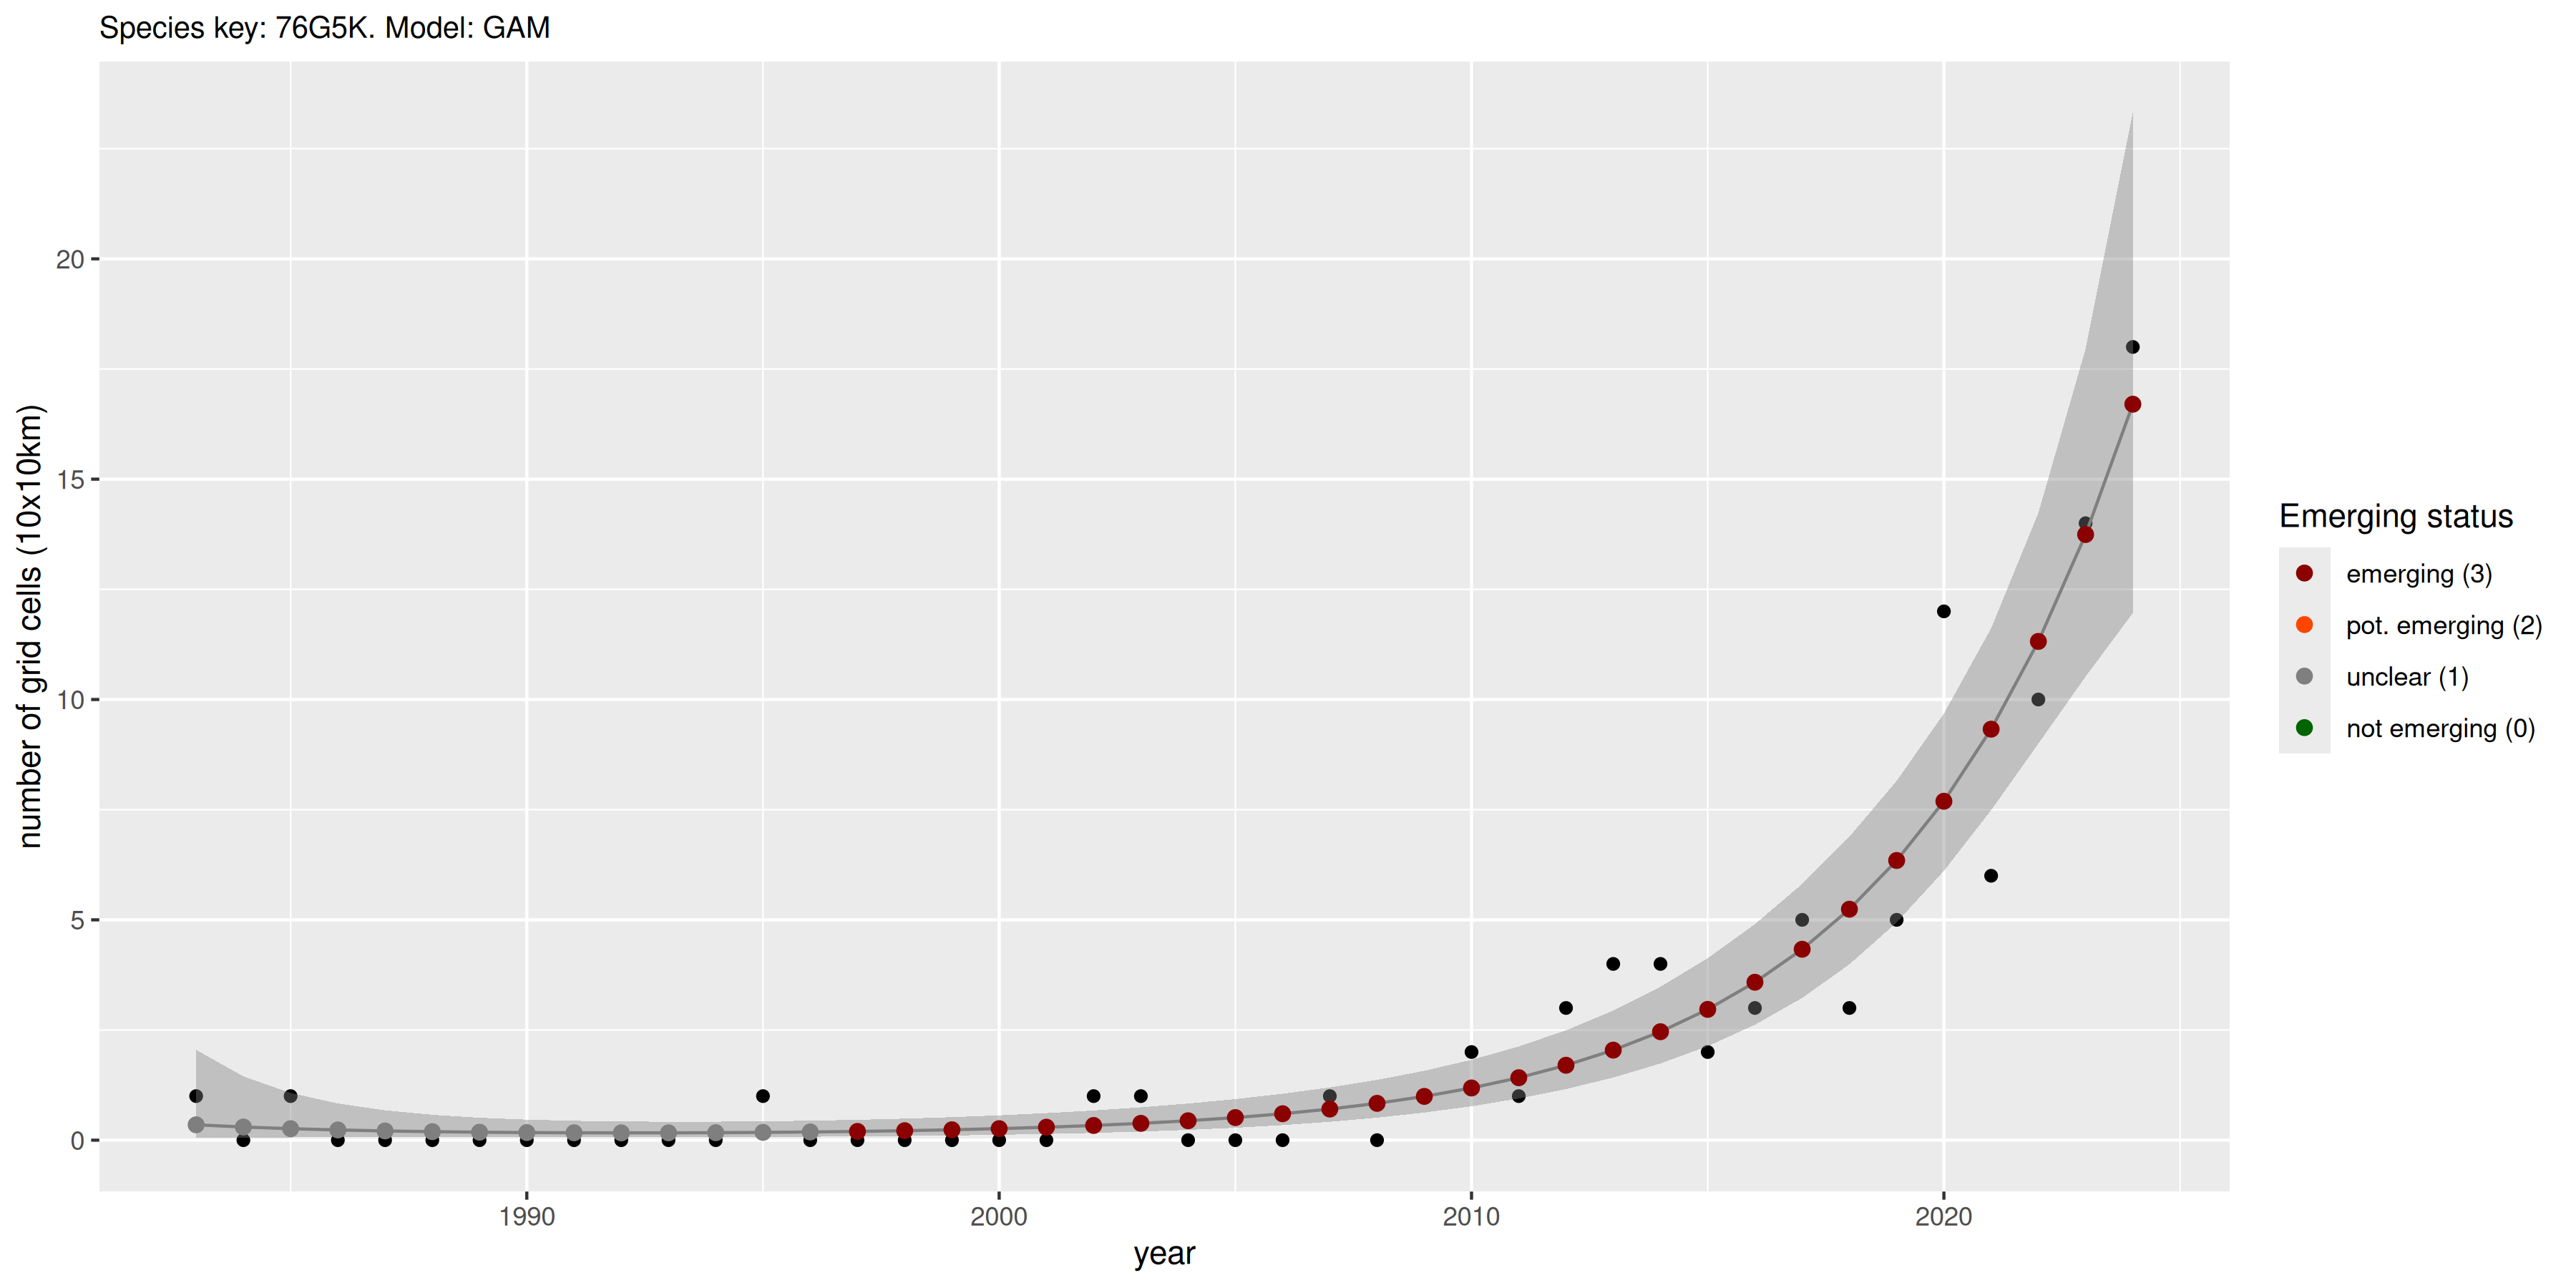 Species key: 76G5K. Model: GAM
number of grid cells (10x10km)
20
15
10
5
0
1990
2000
2010
2020
year
Emerging status
emerging (3)
pot. emerging (2)
unclear (1)
not emerging (0)